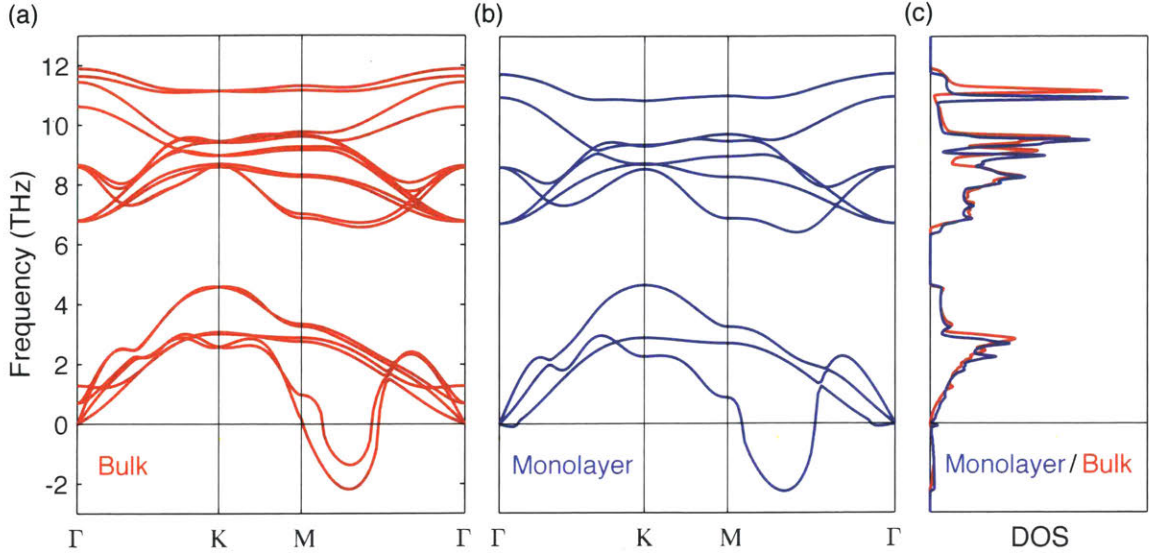 (a)
(b)
(c)
Frequency (THz)
12
10
8
6
4
2
0
-2
Bulk
Monolayer
Monolayer / Bulk
Γ
K
M
Γ
Γ
K
M
Γ
DOS